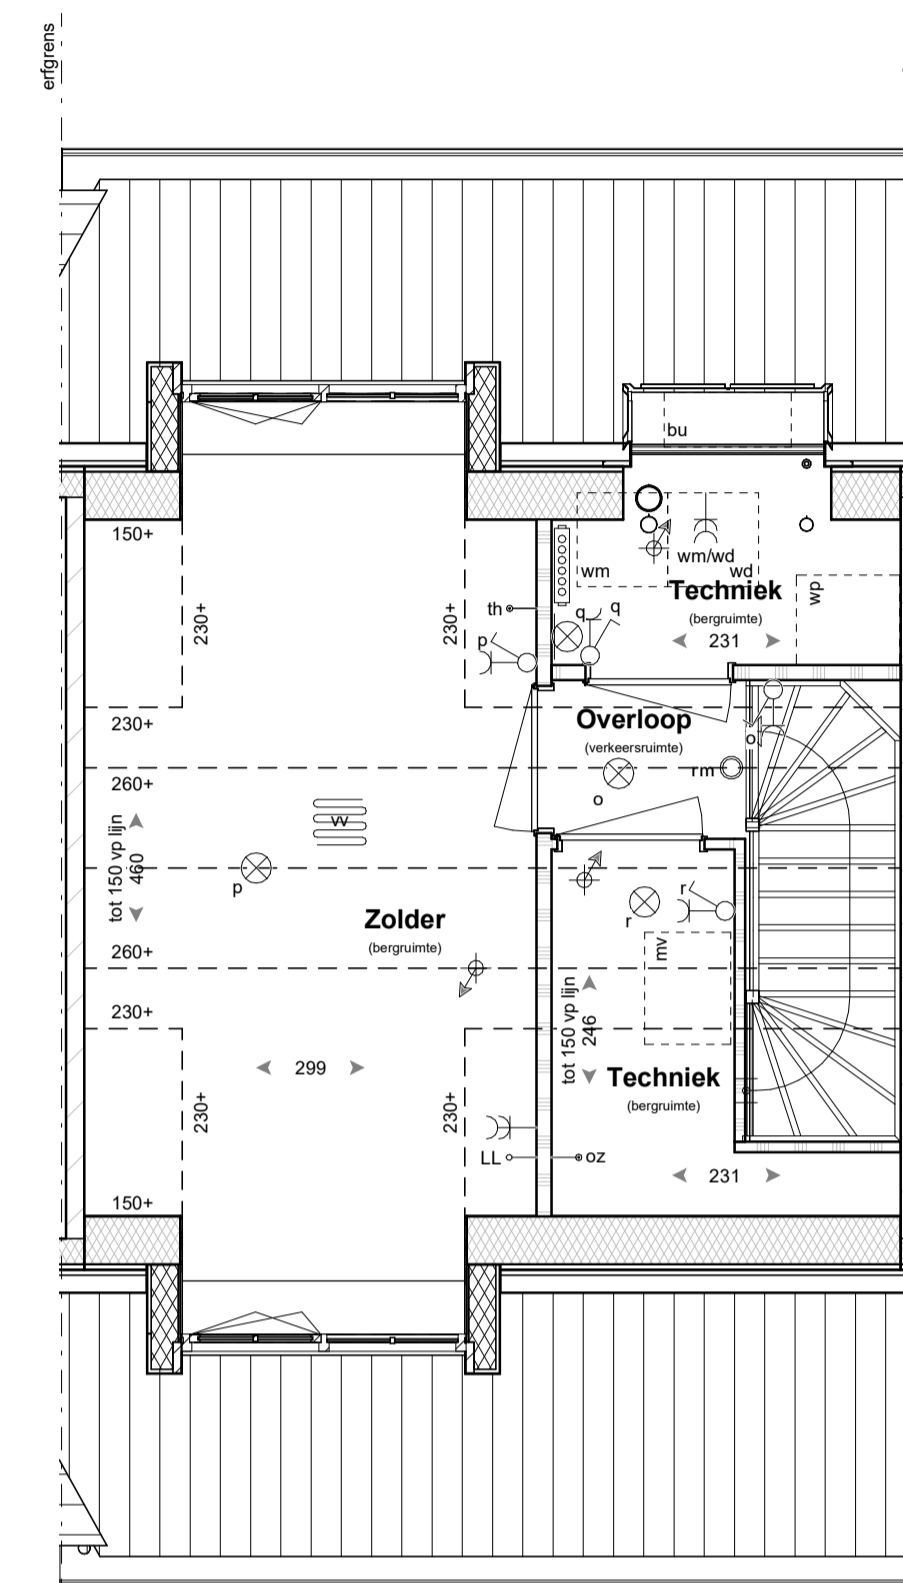 erfgrens
bu
150+
wm/wd
wm
wd
Techniek
(bergruimte)
231
wp
th
q
q
p
230+
230+
230+
Overloop
(verkeersruimte)
o
rm
o
260+
vv
tot 150 vp lijn
460
p
r
r
Zolder
(bergruimte)
mv
260+
tot 150 vp lijn
246
230+
299
Techniek
(bergruimte)
230+
230+
LL
oz
231
150+